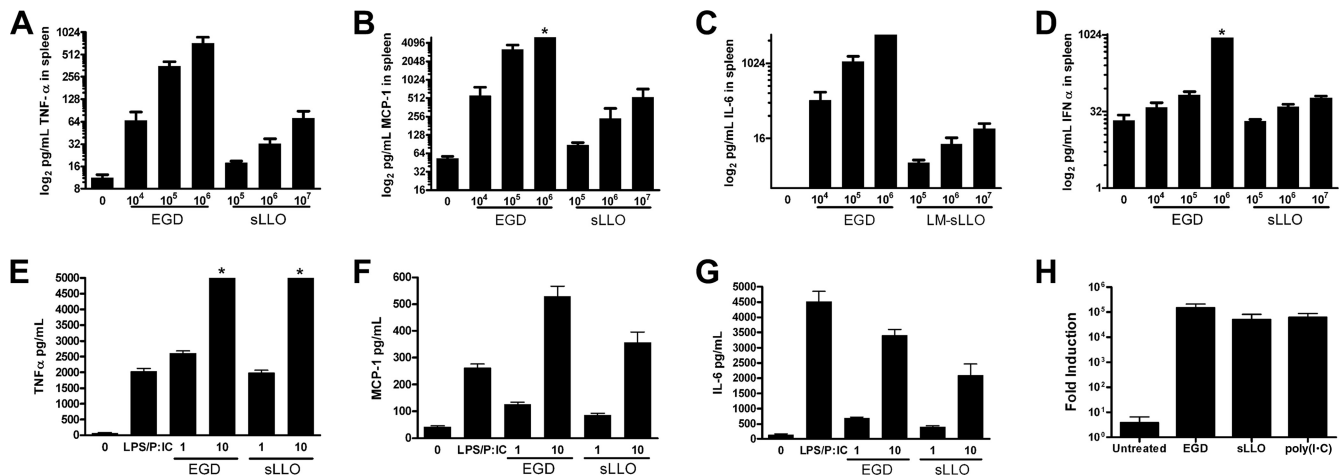 A
log2 pg/mL TNF-α in spleen
1024
512
256
128
64
32
16
8
0
10^4
10^5
10^6
10^5
10^6
10^7
EGD
sLLO
B
log2 pg/mL MCP-1 in spleen
4096
2048
1024
512
256
128
64
32
16
*
0
10^4
10^5
10^6
10^5
10^6
10^7
EGD
sLLO
C
log2 pg/mL IL-6 in spleen
1024
16
0
10^4
10^5
10^6
10^5
10^6
10^7
EGD
LM-sLLO
D
log2 pg/mL IFN α in spleen
1024
32
1
*
0
10^4
10^5
10^6
10^5
10^6
10^7
EGD
sLLO
E
TNFα pg/mL
5000
4500
4000
3500
3000
2500
2000
1500
1000
500
0
*
*
0
LPS/P:IC
1
10
1
10
EGD
sLLO
F
MCP-1 pg/mL
600
500
400
300
200
100
0
0
LPS/P:IC
1
10
1
10
EGD
sLLO
G
IL-6 pg/mL
5000
4500
4000
3500
3000
2500
2000
1500
1000
500
0
0
LPS/P:IC
1
10
1
10
EGD
sLLO
H
Fold Induction
10^6
10^5
10^4
10^3
10^2
10^1
10^0
Untreated
EGD
sLLO
poly(I•C)